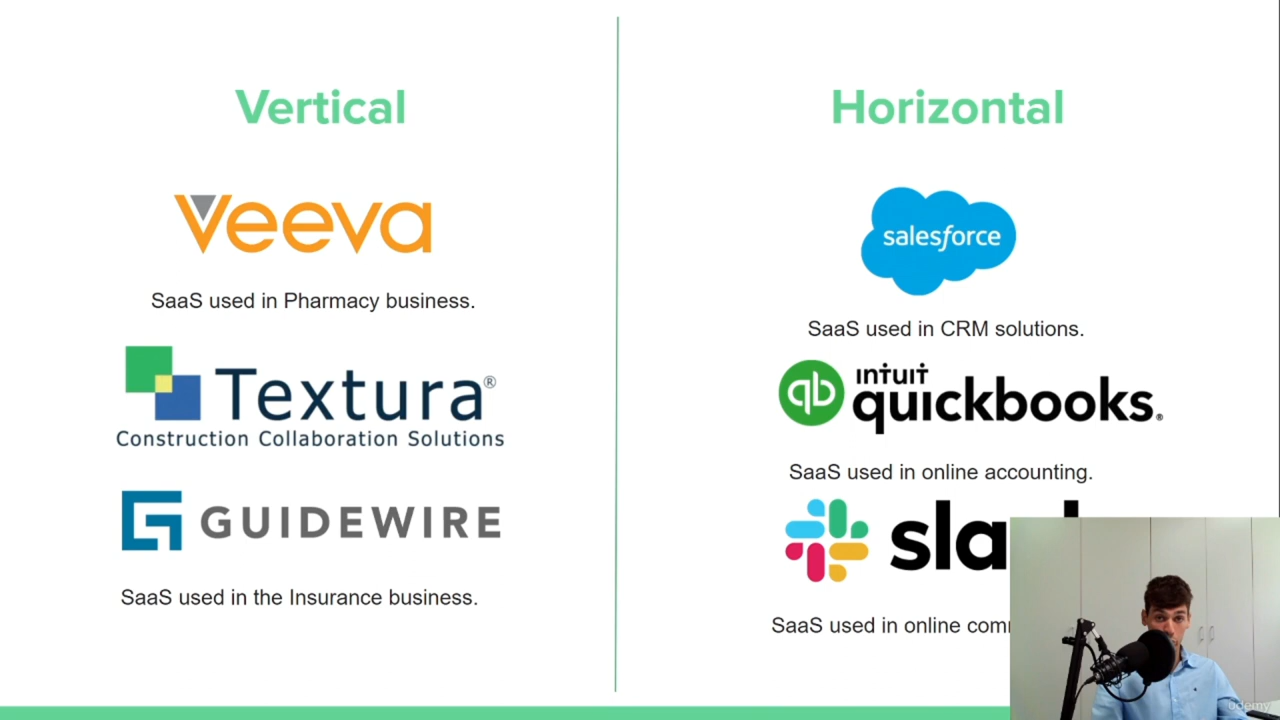 Vertical
veeva
SaaS used in Pharmacy business.
Textura®
Construction Collaboration Solutions
GUIDEWIRE
SaaS used in the Insurance business.
Horizontal
salesforce
SaaS used in CRM solutions.
qb intuit
quickbooks.
SaaS used in online accounting.
SaaS used in online